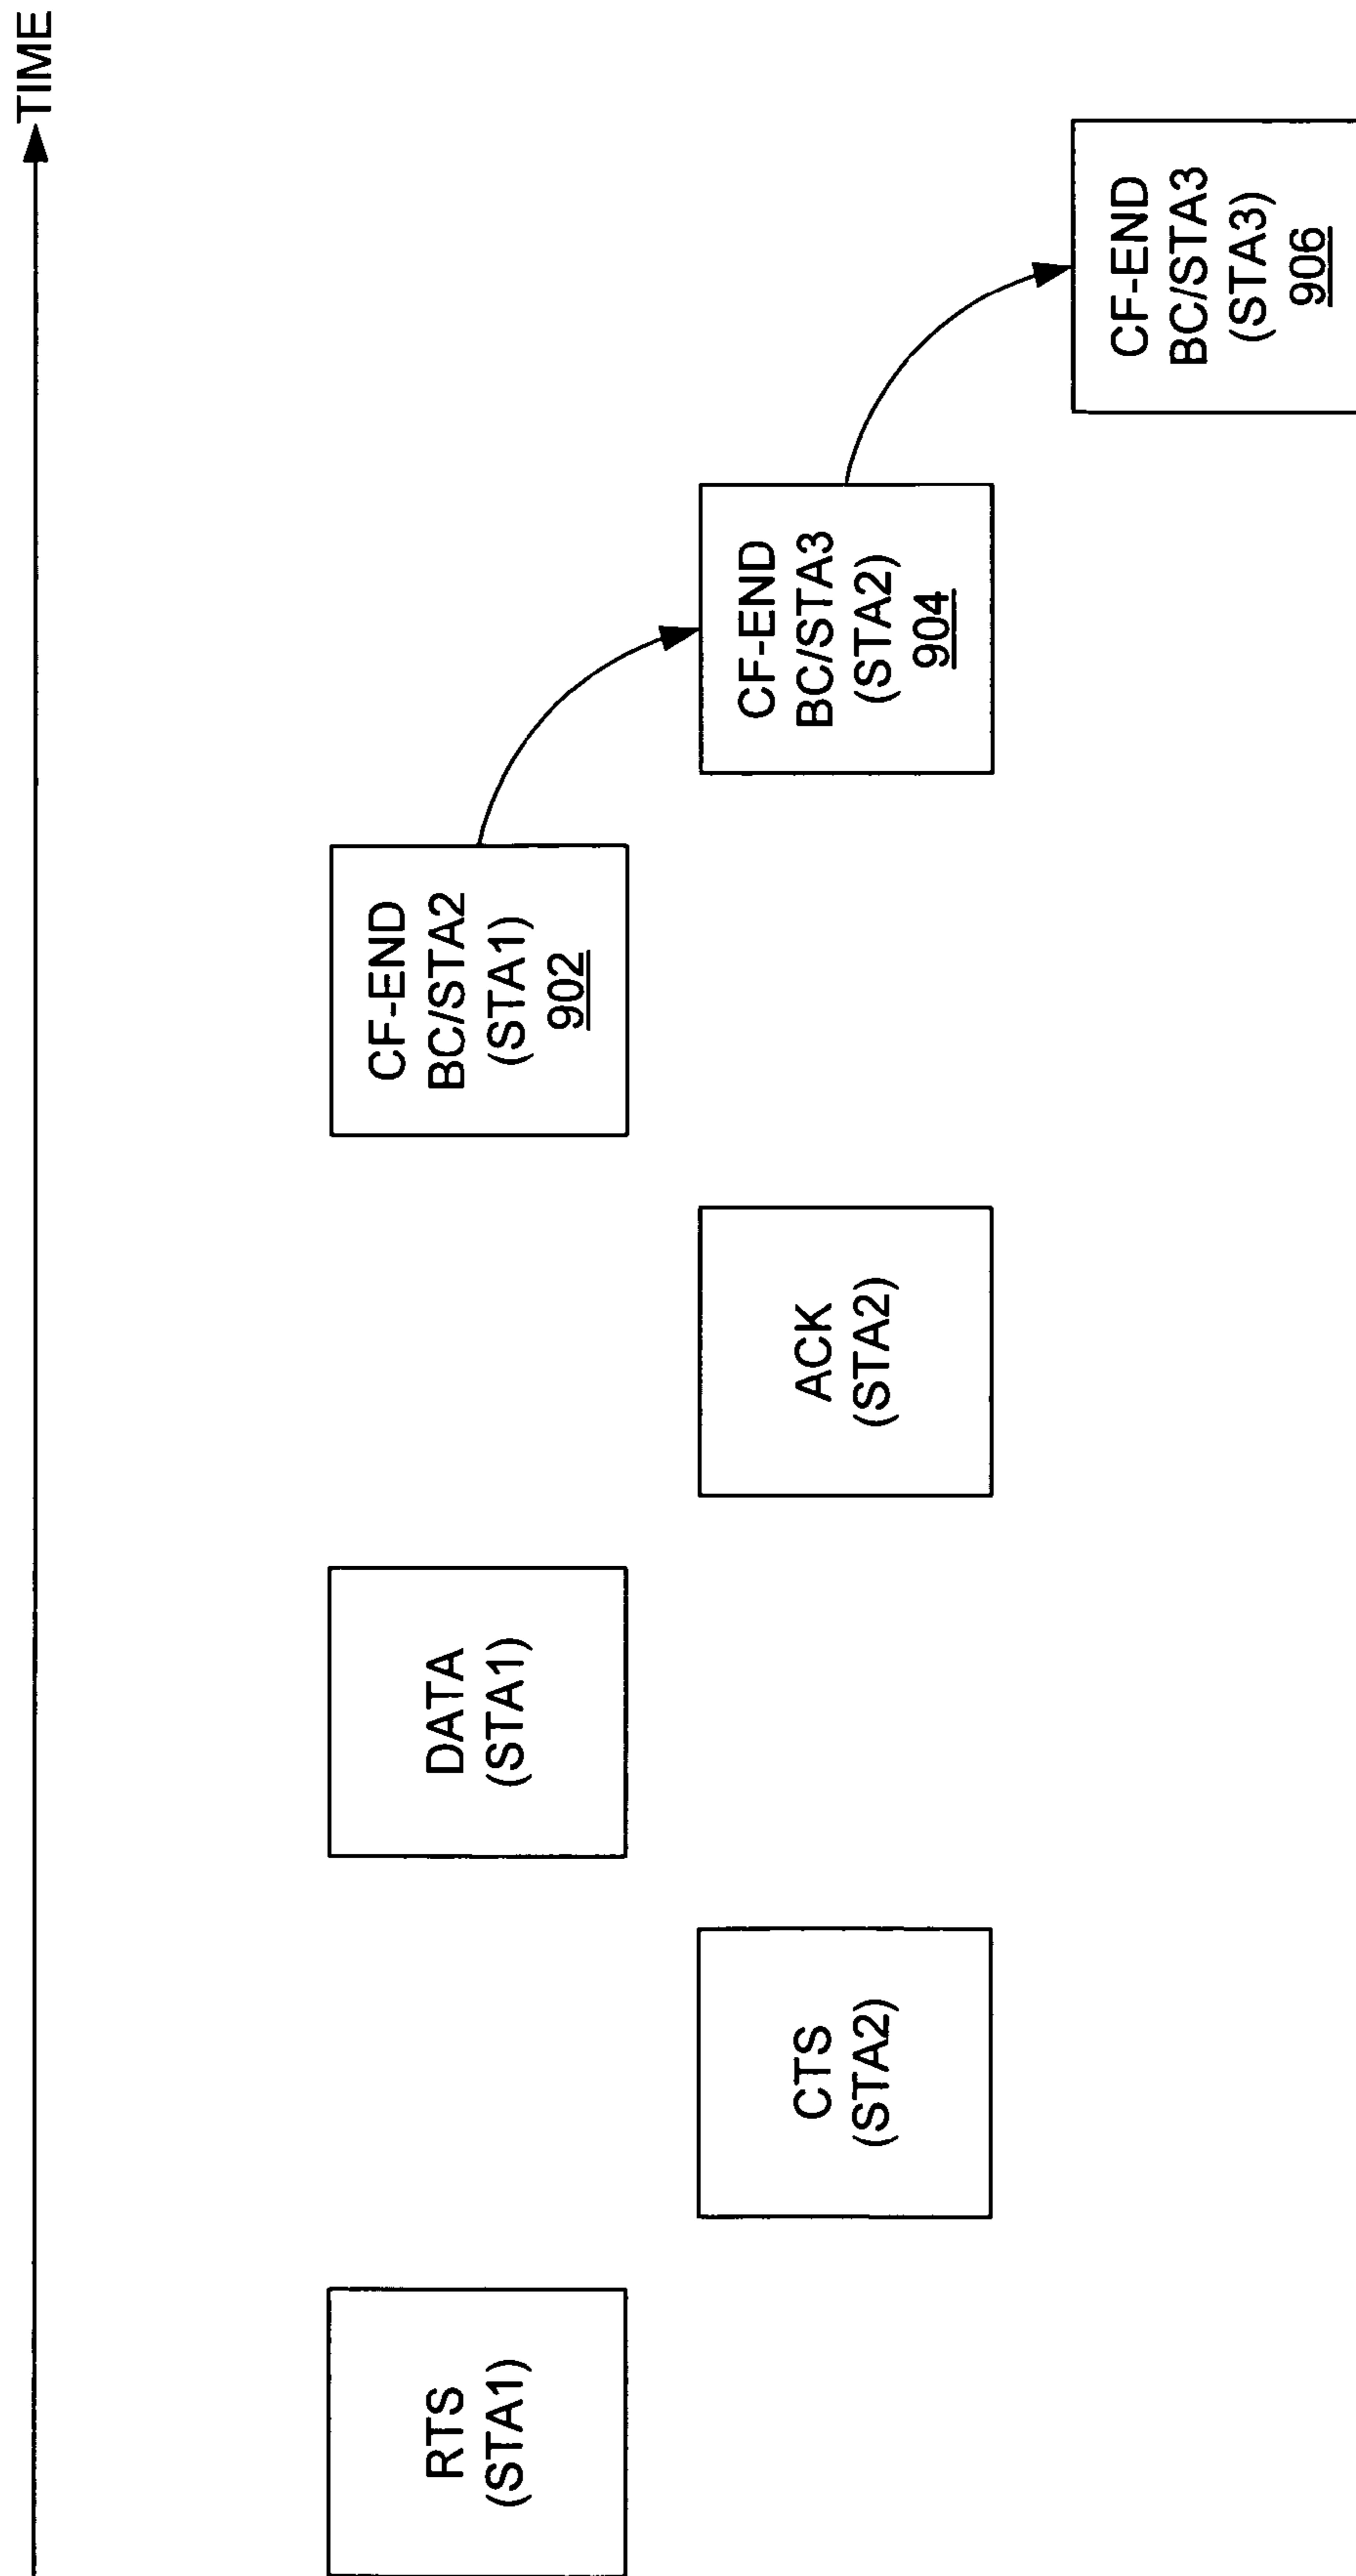 TIME
RTS
(STA1)
CTS
(STA2)
DATA
(STA1)
ACK
(STA2)
CF-END
BC/STA2
(STA1)
902
CF-END
BC/STA3
(STA2)
904
CF-END
BC/STA3
(STA3)
906